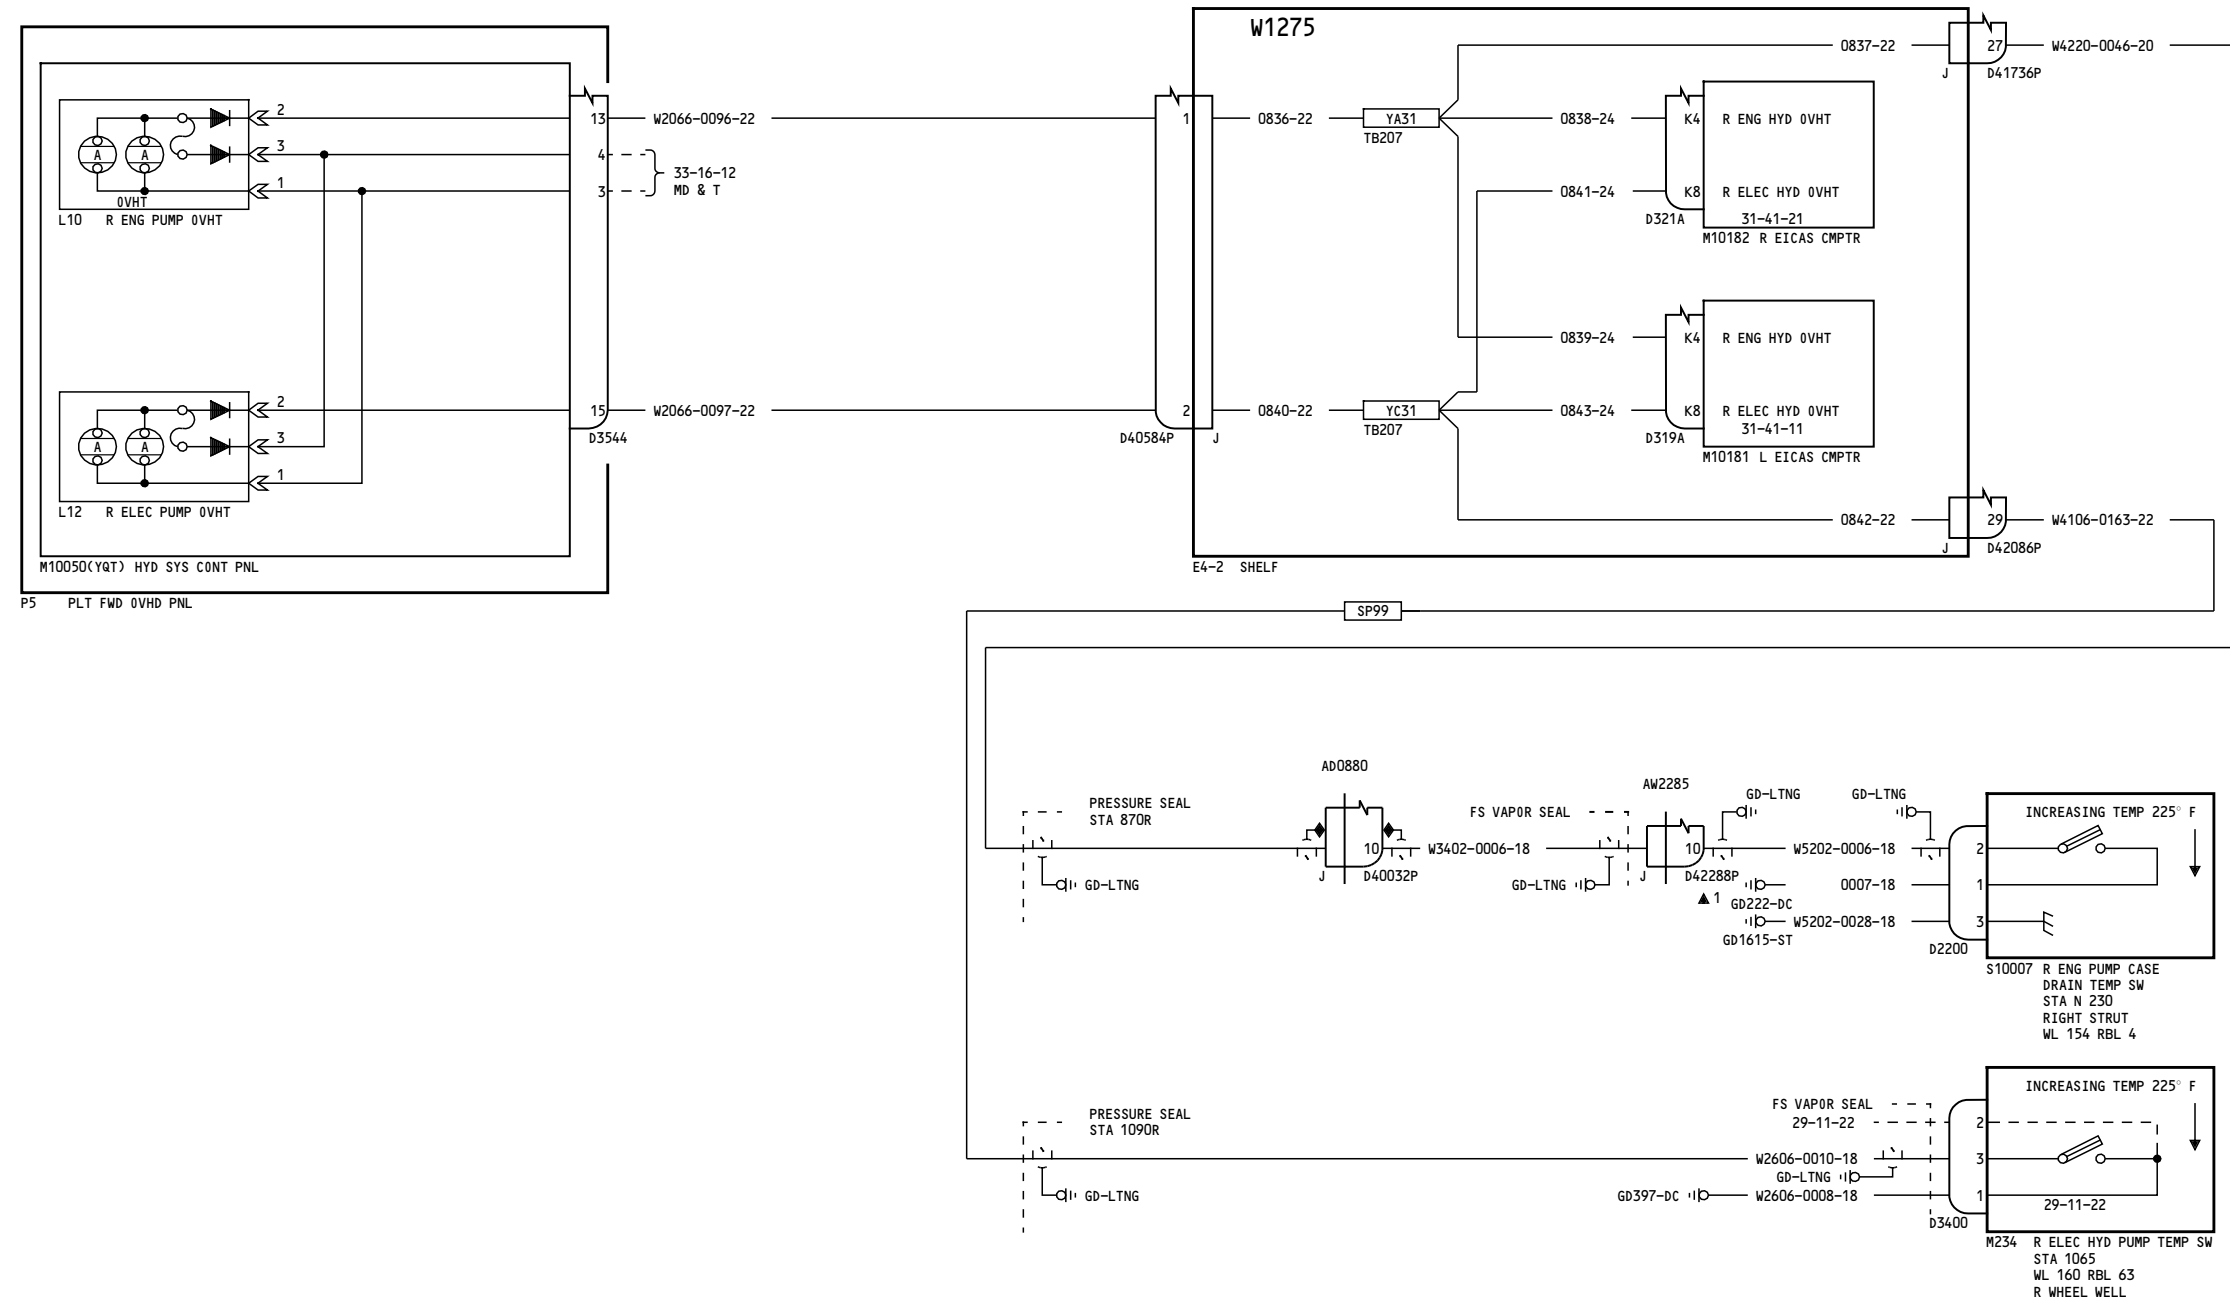 W1275
0837-22
27
W4220-0046-20
J
D41736P
2
3
1
A
A
OVHT
L10 R ENG PUMP OVHT
13
W2066-0096-22
4
3
33-16-12
MD & T
1
0836-22
YA31
TB207
0838-24
K4 R ENG HYD OVHT
0841-24
K8 R ELEC HYD OVHT
D321A
31-41-21
M10182 R EICAS CMPTR
0839-24
K4 R ENG HYD OVHT
2
3
1
A
A
L12 R ELEC PUMP OVHT
15
W2066-0097-22
D3544
2
D40584P
J
0840-22
YC31
TB207
0843-24
K8 R ELEC HYD OVHT
D319A
31-41-11
M10181 L EICAS CMPTR
0842-22
29
W4106-0163-22
J
D42086P
M10050(YQT) HYD SYS CONT PNL
P5 PLT FWD OVHD PNL
E4-2 SHELF
SP99
PRESSURE SEAL
STA 870R
GD-LTNG
AD0880
10
J
D40032P
W3402-0006-18
FS VAPOR SEAL
GD-LTNG
AW2285
10
J
D42288P
1
GD-LTNG
GD-LTNG
W5202-0006-18
0007-18
GD222-DC
W5202-0028-18
GD1615-ST
2
1
3
D2200
INCREASING TEMP 225° F
S10007 R ENG PUMP CASE
DRAIN TEMP SW
STA N 230
RIGHT STRUT
WL 154 RBL 4
PRESSURE SEAL
STA 1090R
GD-LTNG
FS VAPOR SEAL
29-11-22
W2606-0010-18
GD-LTNG
GD397-DC
W2606-0008-18
2
3
1
D3400
INCREASING TEMP 225° F
29-11-22
M234 R ELEC HYD PUMP TEMP SW
STA 1065
WL 160 RBL 63
R WHEEL WELL